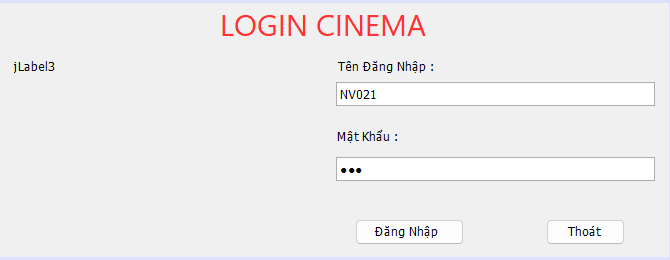 LOGIN CINEMA
jLabel3
Tên Đăng Nhập :
NV021
Mật Khẩu :
●●●
Đăng Nhập
Thoát